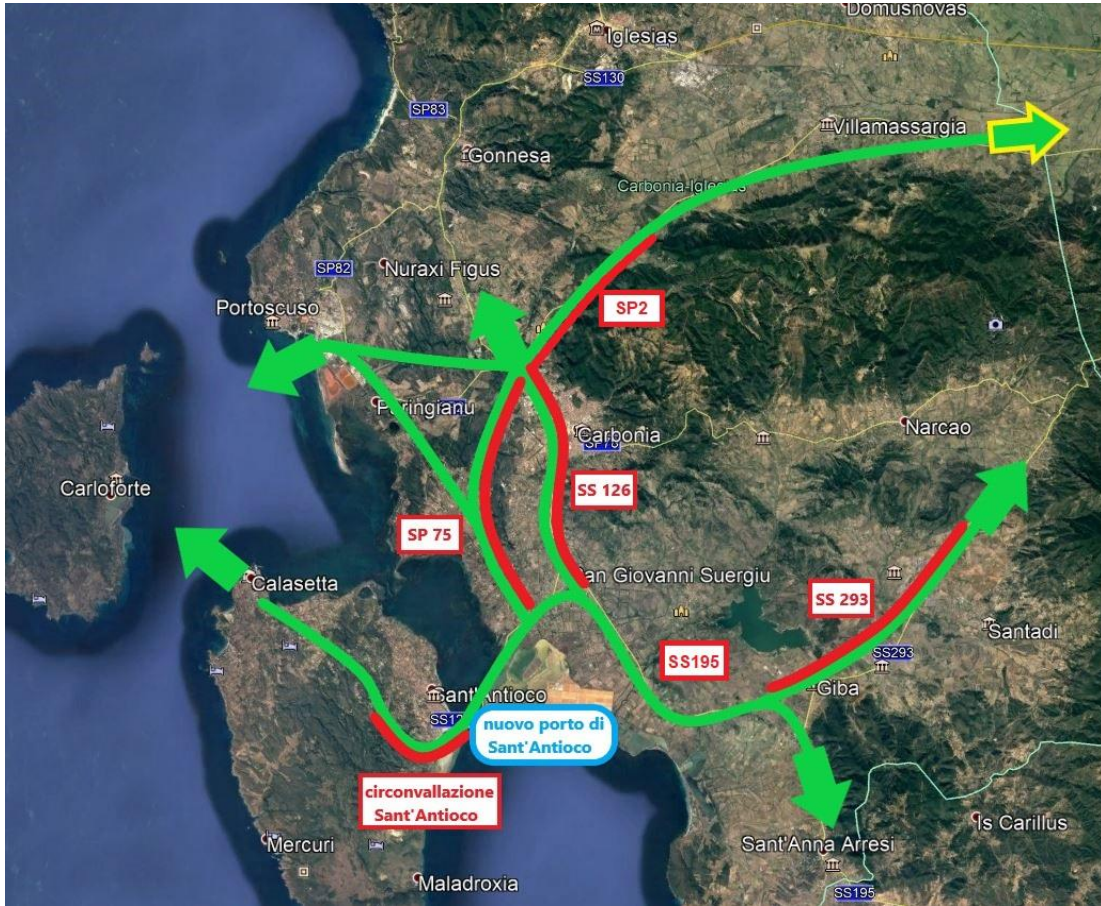 Domusnovas
Iglesias
SS130
SP83
Villamassargia
Gonnesa
Carbonia-Iglesias
Nuraxi Figus
SP82
SP2
Portoscuso
Paringianu
Carbonia
Narcao
Carloforte
SS 126
SP 75
San Giovanni Suergiu
Calasetta
SS 293
Santadi
SS195
SS293
Giba
Sant'Antioco
nuovo porto di
Sant'Antioco
circonvallazione
Sant'Antioco
Is Carillus
Mercuri
Sant'Anna Arresi
Maladroxia
SS195